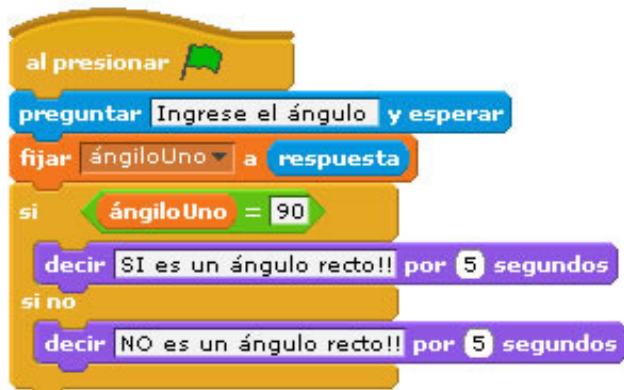 al presionar
preguntar Ingrese el ángulo y esperar
fijar ángiloUno a respuesta
si ángiloUno = 90
decir SI es un ángulo recto!! por 5 segundos
si no
decir NO es un ángulo recto!! por 5 segundos